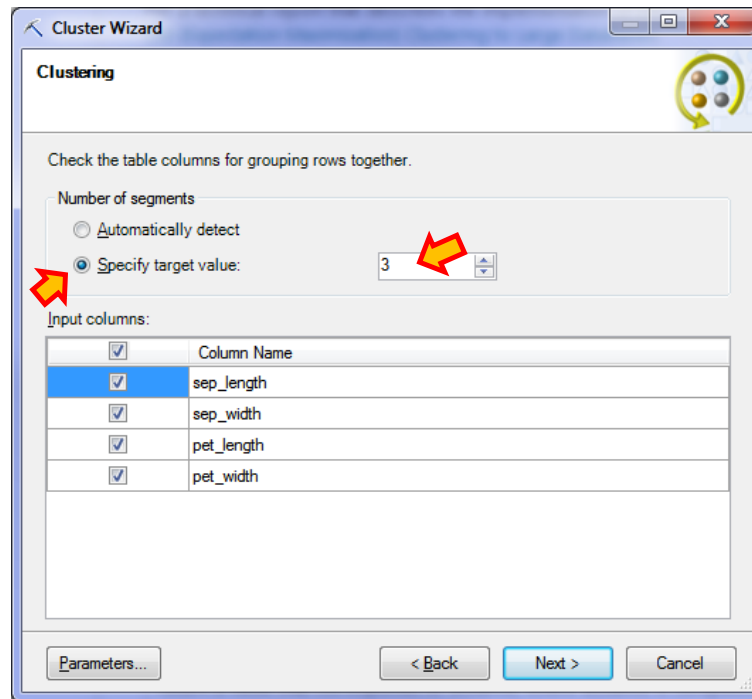 Cluster Wizard
Clustering
Check the table columns for grouping rows together.
Number of segments
Automatically detect
Specify target value: 3
Input columns:
Column Name
sep_length
sep_width
pet_length
pet_width
Parameters...
< Back
Next >
Cancel